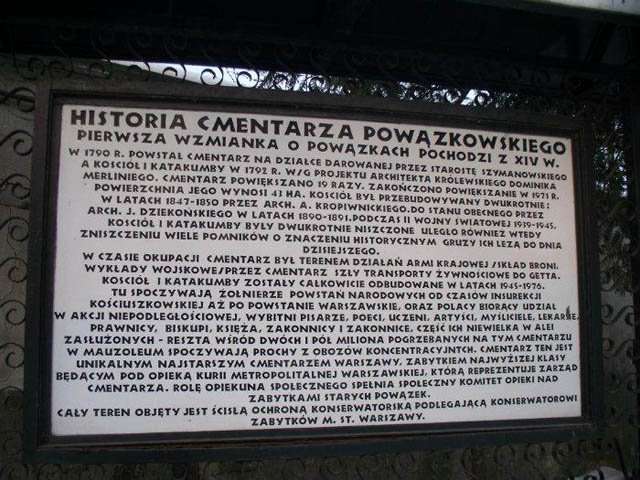 HISTORIA CMENTARZA POWĄZKOWSKIEGO
PIERWSZA WZMIANKA O POWĄZKACH POCHODZI Z XIV W.
W 1790 R. POWSTAŁ CMENTARZ NA DZIAŁCE DAROWANEJ PRZEZ STAROSTĘ SZYMANOWSKIEGO
A KOŚCIÓŁ I KATAKUMBY W 1792 R. W/G PROJEKTU ARCHITEKTA KRÓLEWSKIEGO DOMINIKA
MERLINIEGO. CMENTARZ POWIĘKSZANO 19 RAZY. ZAKOŃCZONO POWIĘKSZANIE W 1971 R.
POWIERZCHNIA JEGO WYNOSI 43 HA. KOŚCIÓŁ BYŁ PRZEBUDOWYWANY DWUKROTNIE:
W LATACH 1847-1850 PRZEZ ARCH. A. KROPIWNICKIEGO. DO STANU OBECNEGO PRZEZ
ARCH. J. DZIEKOŃSKIEGO W LATACH 1890-1891. PODCZAS II WOJNY ŚWIATOWEJ 1939-1945.
KOŚCIÓŁ I KATAKUMBY BYŁY DWUKROTNIE NISZCZONE ULEGŁO RÓWNIEŻ WTEDY
ZNISZCZENIU WIELE POMNIKÓW O ZNACZENIU HISTORYCZNYM GRUZY ICH LEZĄ DO DNIA
DZISIEJSZEGO.
W CZASIE OKUPACJI CMENTARZ BYŁ TERENEM DZIAŁAŃ ARMI KRAJOWEJ /SKŁAD BRONI,
WYKŁADY WOJSKOWE/PRZEZ CMENTARZ SZŁY TRANSPORTY ŻYWNOŚCIOWE DO GETTA.
KOŚCIÓŁ I KATAKUMBY ZOSTAŁY CAŁKOWICIE ODBUDOWANE W LATACH 1945-1976.
TU SPOCZYWAJĄ ŻOŁNIERZE POWSTAŃ NARODOWYCH OD CZASÓW INSUREKCJI
KOŚCIUSZKOWSKIEJ AŻ PO POWSTANIE WARSZAWSKIE, ORAZ POLACY BIORĄCY UDZIAŁ
W AKCJI NIEPODLEGŁOŚCIOWEJ, WYBITNI PISARZE, POECI, UCZENI, ARTYŚCI, MYŚLICIELE, LEKARZE,
PRAWNICY, BISKUPI, KSIĘŻA, ZAKONNICY I ZAKONNICE. CZĘŚĆ ICH NIEWIELKA W ALEI
ZASŁUŻONYCH - RESZTA WŚRÓD DWÓCH I PÓŁ MILIONA POGRZEBANYCH NA TYM CMENTARZU
W MAUZOLEUM SPOCZYWAJĄ PROCHY Z OBOZÓW KONCENTRACYJNTCH. CMENTARZ TEN JEST
UNIKALNYM NAJSTARSZYM CMENTARZEM WARSZAWY, ZABYTKIEM NAJWYŻSZEJ KLASY
BĘDĄCYM POD OPIEKĄ KURII METROPOLITALNEJ WARSZAWSKIEJ, KTÓRĄ REPREZENTUJE ZARZĄD
CMENTARZA. ROLĘ OPIEKUNA SPOŁECZNEGO SPEŁNIA SPOŁECZNY KOMITET OPIEKI NAD
ZABYTKAMI STARYCH POWĄZEK.
CAŁY TEREN OBJĘTY JEST ŚCISŁĄ OCHRONĄ KONSERWATORSKĄ PODLEGAJĄCĄ KONSERWATOROWI
ZABYTKÓW M. ST. WARSZAWY.